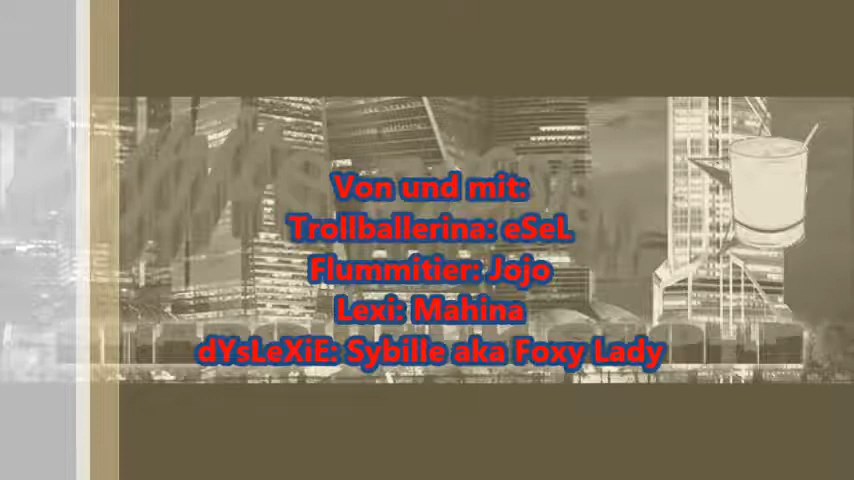 Von und mit:
Trollballerina: eSeL
Flummitier: Jojo
Lexi: Mahina
dYsLeXiE: Sybille aka Foxy Lady